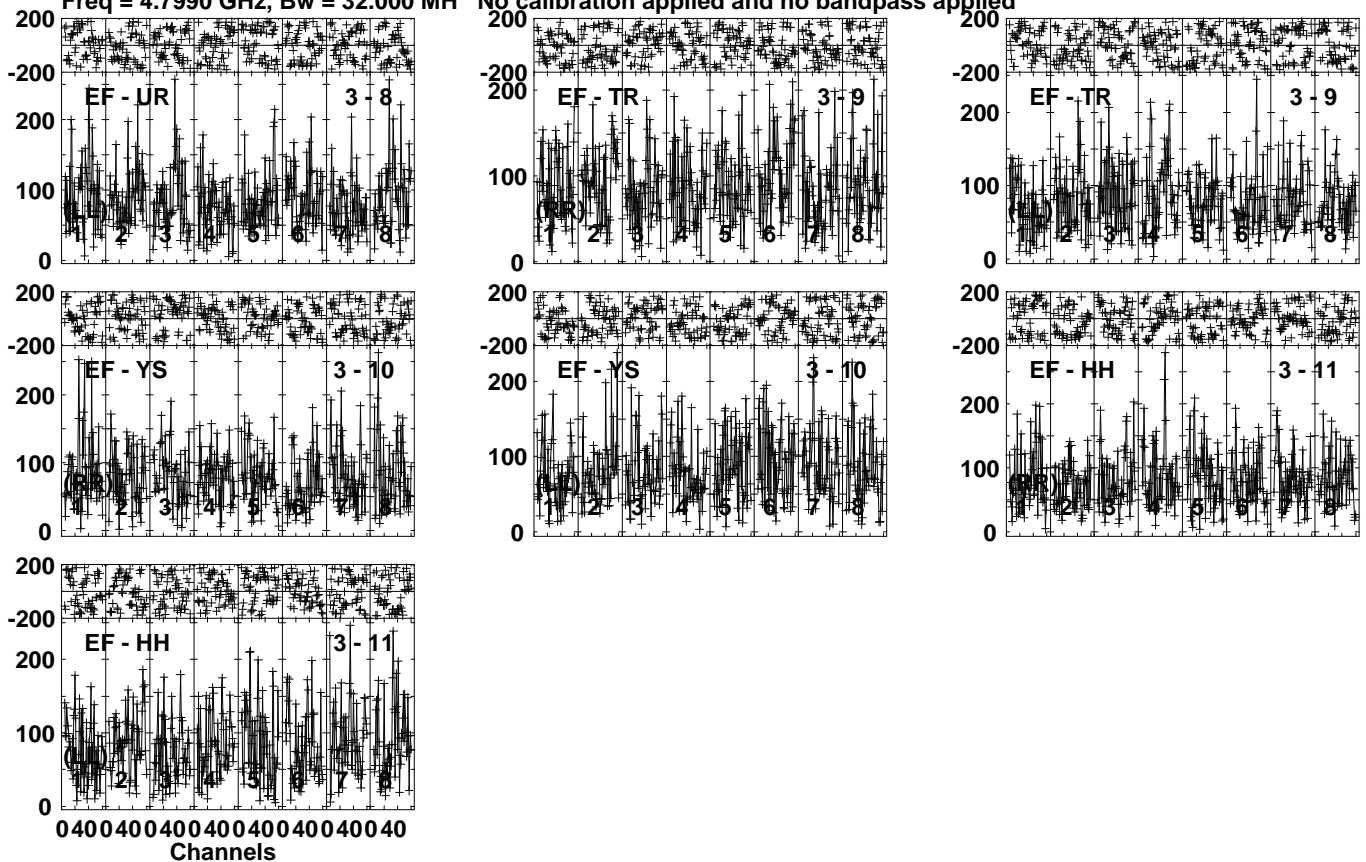 Freq = 4.7990 GHz, Bw = 32.000 MH No calibration applied and no bandpass applied
200 200 200
-200 -200 -200
EF - UR 3 - 8 EF - TR 3 - 9 EF - TR 3 - 9
200 200 200
100 100 100
(LL) (RR) (LL)
1 2 3 4 5 6 7 8 1 2 3 4 5 6 7 8 1 2 3 4 5 6 7 8
0 0 0
200 200 200
-200 -200 -200
EF - YS 3 - 10 EF - YS 3 - 10 EF - HH 3 - 11
200 200 200
100 100 100
(RR) (LL) (RR)
1 2 3 4 5 6 7 8 1 2 3 4 5 6 7 8 1 2 3 4 5 6 7 8
0 0 0
200
-200
EF - HH 3 - 11
200
100
(LL)
1 2 3 4 5 6 7 8
0
0 40 0 40 0 40 0 40 0 40 0 40 0 40 0 40
Channels